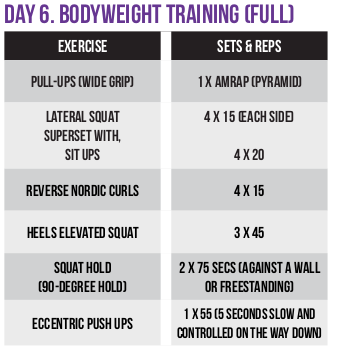 DAY 6. BODYWEIGHT TRAINING (FULL)
EXERCISE
SETS & REPS
PULL-UPS (WIDE GRIP)
1 X AMRAP (PYRAMID)
LATERAL SQUAT
SUPERSET WITH,
SIT UPS
4 X 15 (EACH SIDE)
4 X 20
REVERSE NORDIC CURLS
4 X 15
HEELS ELEVATED SQUAT
3 X 45
SQUAT HOLD
(90-DEGREE HOLD)
2 X 75 SECS (AGAINST A WALL
OR FREESTANDING)
ECCENTRIC PUSH UPS
1 X 55 (5 SECONDS SLOW AND
CONTROLLED ON THE WAY DOWN)